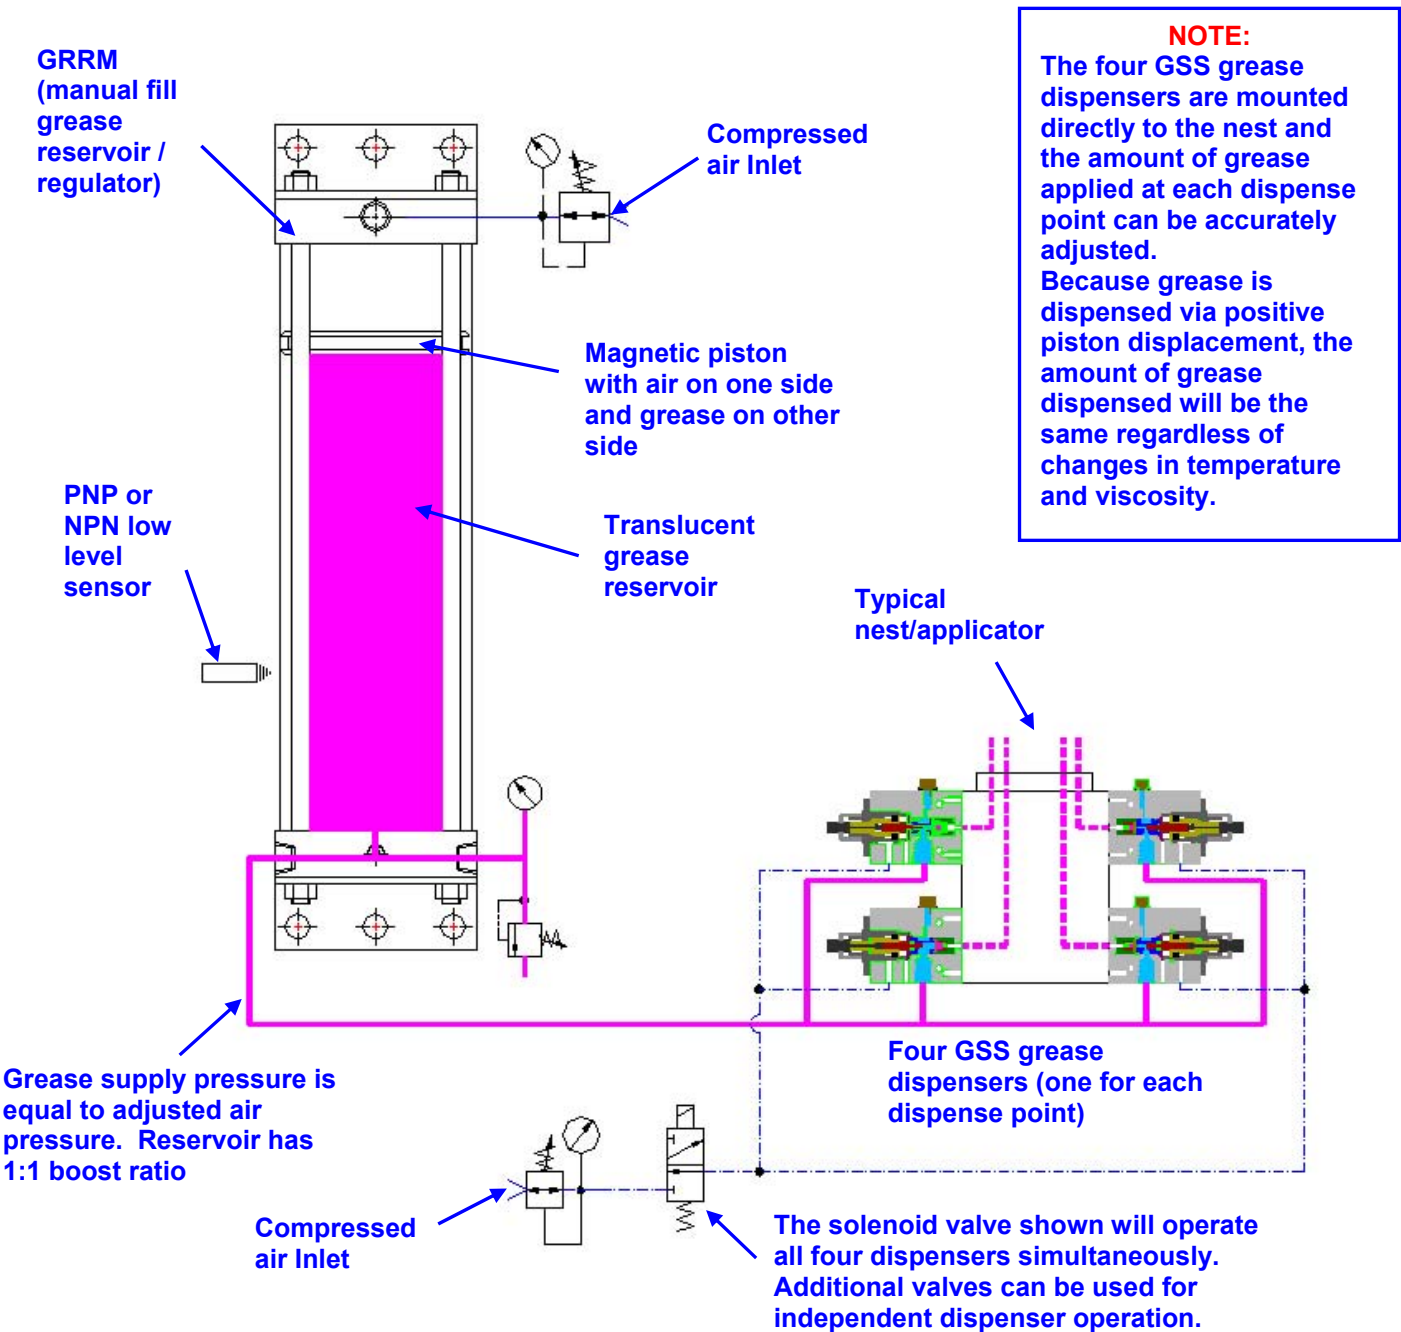 GRRM
(manual fill
grease
reservoir /
regulator)
Compressed
air Inlet
NOTE:
The four GSS grease
dispensers are mounted
directly to the nest and
the amount of grease
applied at each dispense
point can be accurately
adjusted.
Because grease is
dispensed via positive
piston displacement, the
amount of grease
dispensed will be the
same regardless of
changes in temperature
and viscosity.
Magnetic piston
with air on one side
and grease on other
side
PNP or
NPN low
level
sensor
Translucent
grease
reservoir
Typical
nest/applicator
Grease supply pressure is
equal to adjusted air
pressure.  Reservoir has
1:1 boost ratio
Four GSS grease
dispensers (one for each
dispense point)
Compressed
air Inlet
The solenoid valve shown will operate
all four dispensers simultaneously.
Additional valves can be used for
independent dispenser operation.